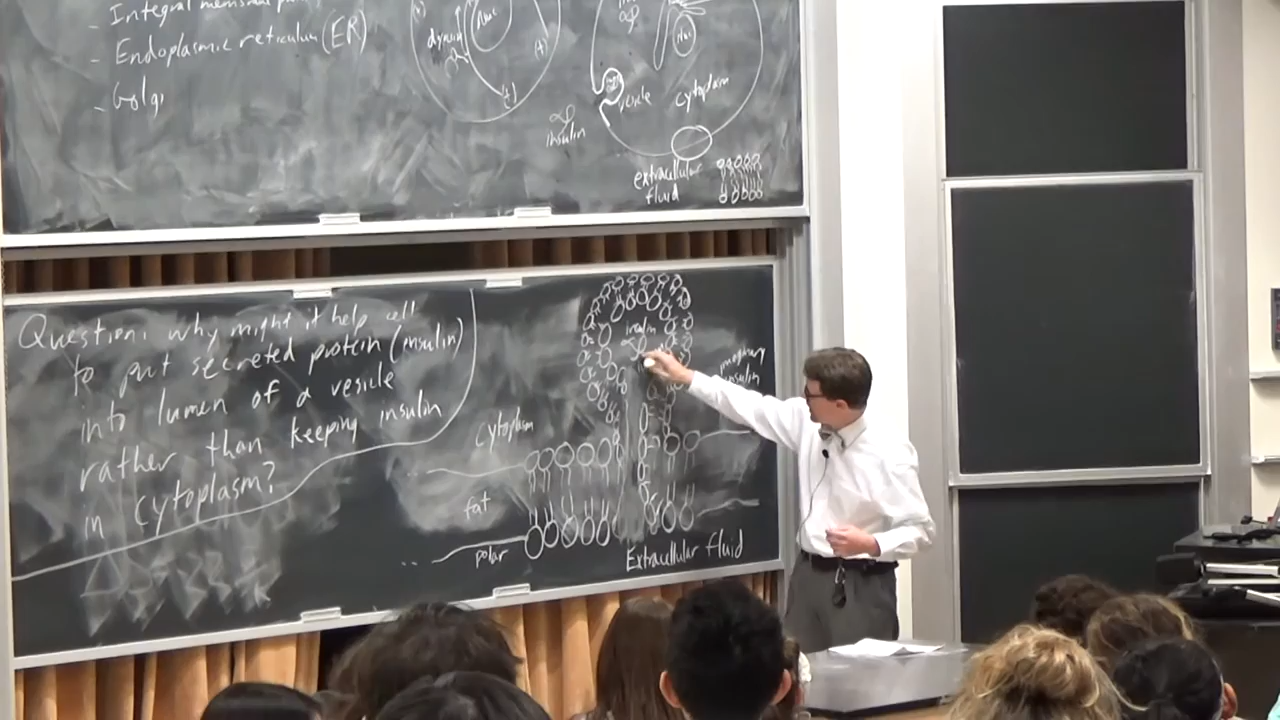 - Integral
- Endoplasmic reticulum (ER)
- Golgi
Nuc
Nuc
vesicle
cytoplasm
insulin
extracellular
fluid
Question: why might it help cell
to put secreted protein (insulin)
into lumen of a vesicle
rather than keeping insulin
in cytoplasm?
insulin
cytoplasm
fat
polar
Extracellular fluid
insulin